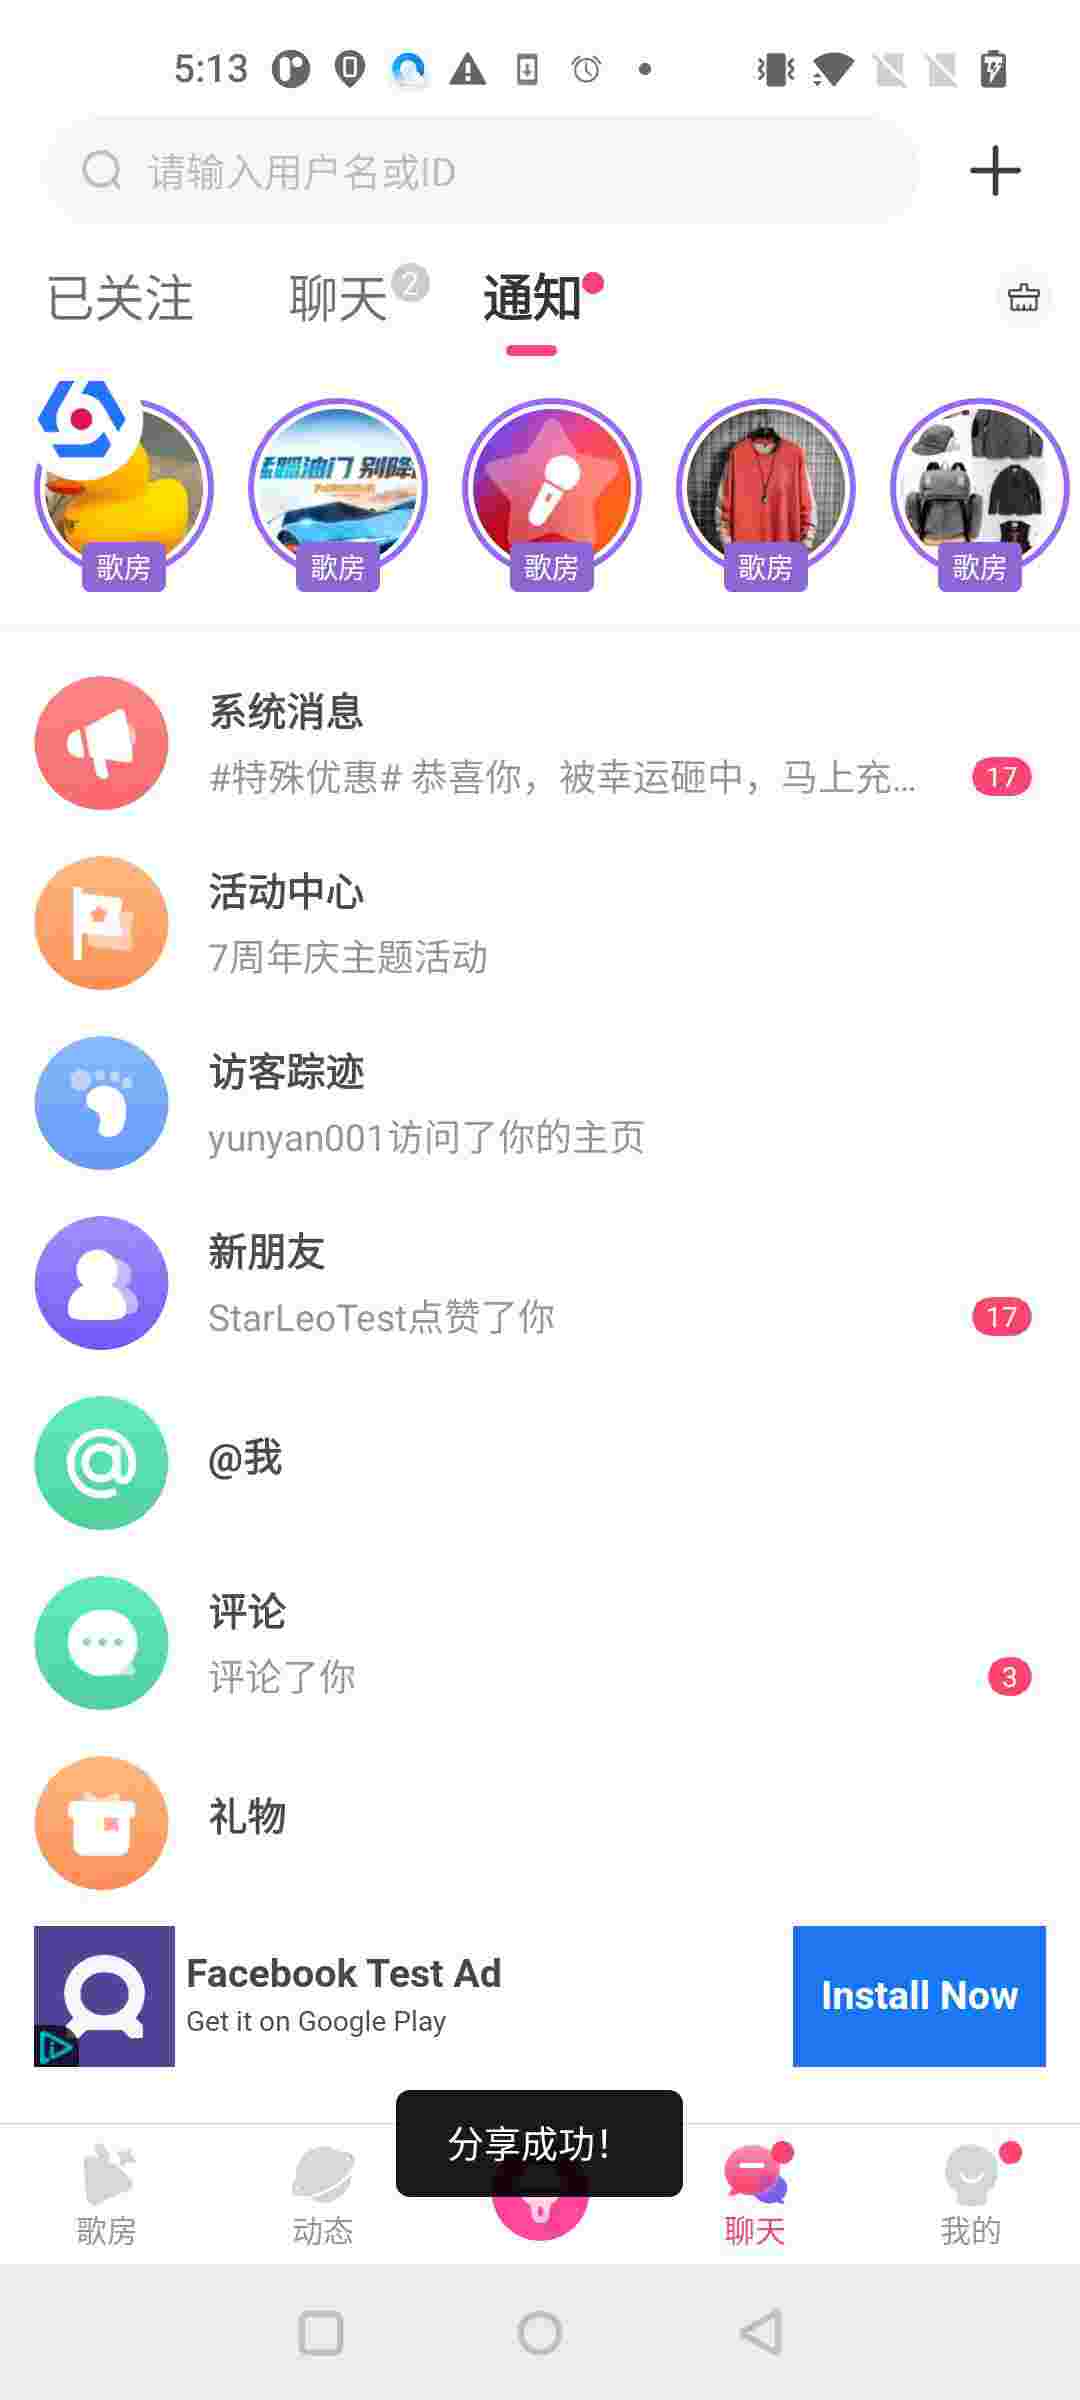 5:13
请输入用户名或ID
已关注
聊天
2
通知
猛踹油门 别降
歌房
歌房
歌房
歌房
歌房
系统消息
#特殊优惠# 恭喜你，被幸运砸中，马上充...
17
活动中心
7周年庆主题活动
访客踪迹
yunyan001访问了你的主页
新朋友
StarLeoTest点赞了你
17
@我
评论
评论了你
3
礼物
Facebook Test Ad
Get it on Google Play
Install Now
分享成功!
歌房
动态
聊天
我的